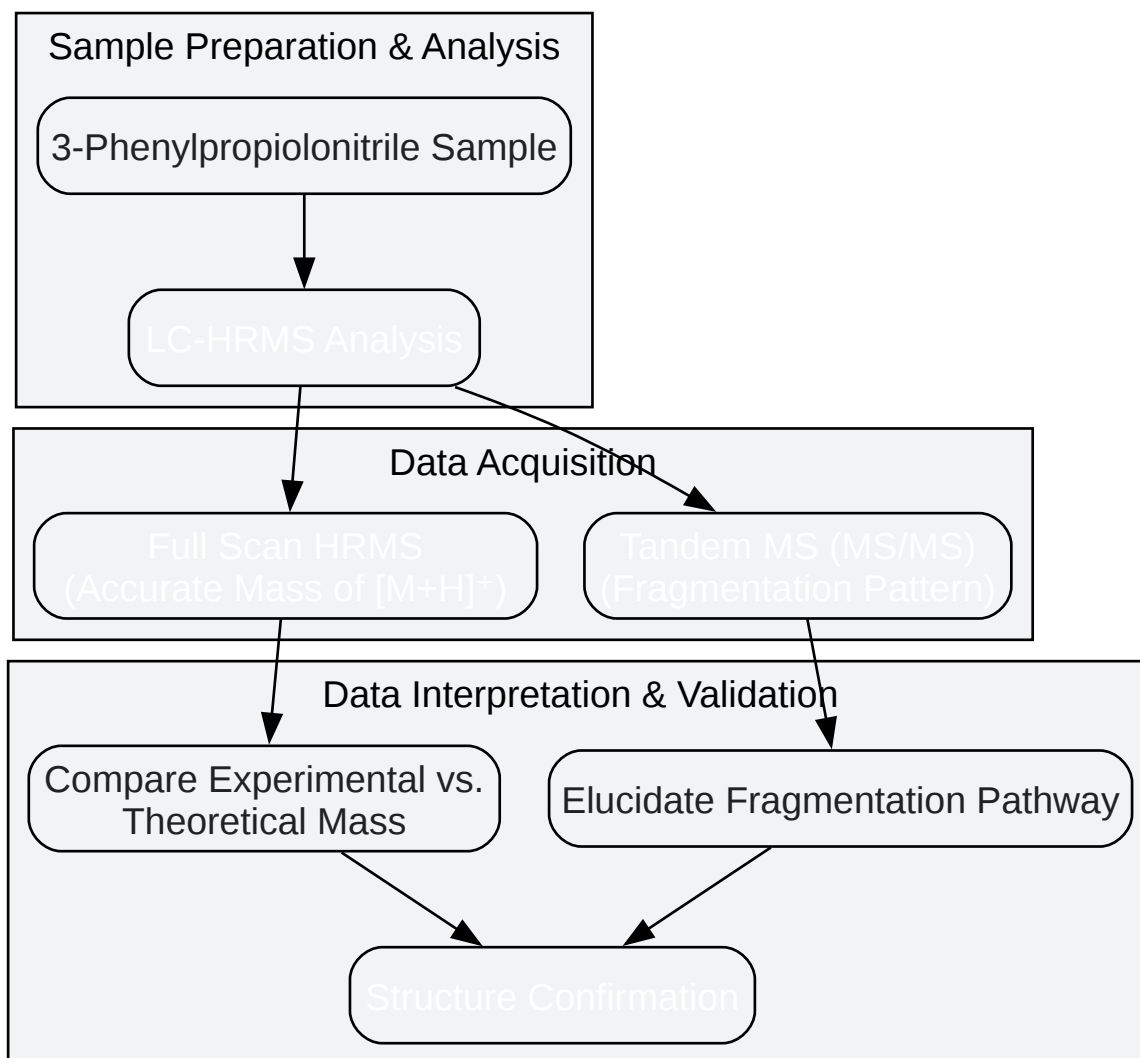 Sample Preparation & Analysis
3-Phenylpropiolonitrile Sample
LC-HRMS Analysis
Data Acquisition
Full Scan HRMS
(Accurate Mass of [M+H]⁺)
Tandem MS (MS/MS)
(Fragmentation Pattern)
Data Interpretation & Validation
Compare Experimental vs.
Theoretical Mass
Elucidate Fragmentation Pathway
Structure Confirmation